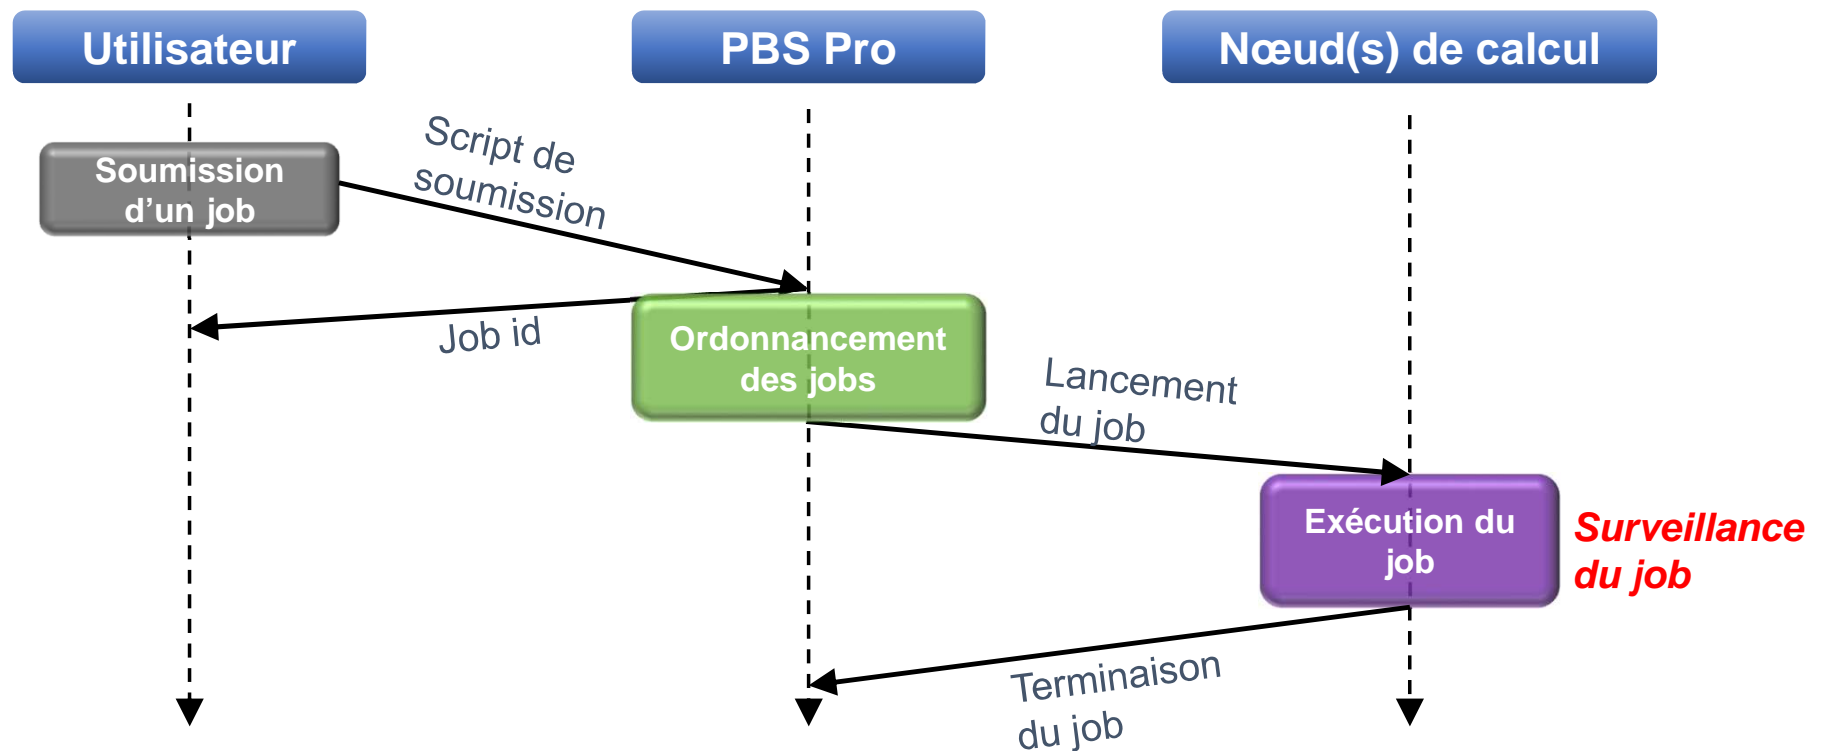 Utilisateur
PBS Pro
Nœud(s) de calcul
Soumission
d’un job
Script de
soumission
Job id
Ordonnancement
des jobs
Lancement
du job
Exécution du
job
Surveillance
du job
Terminaison
du job